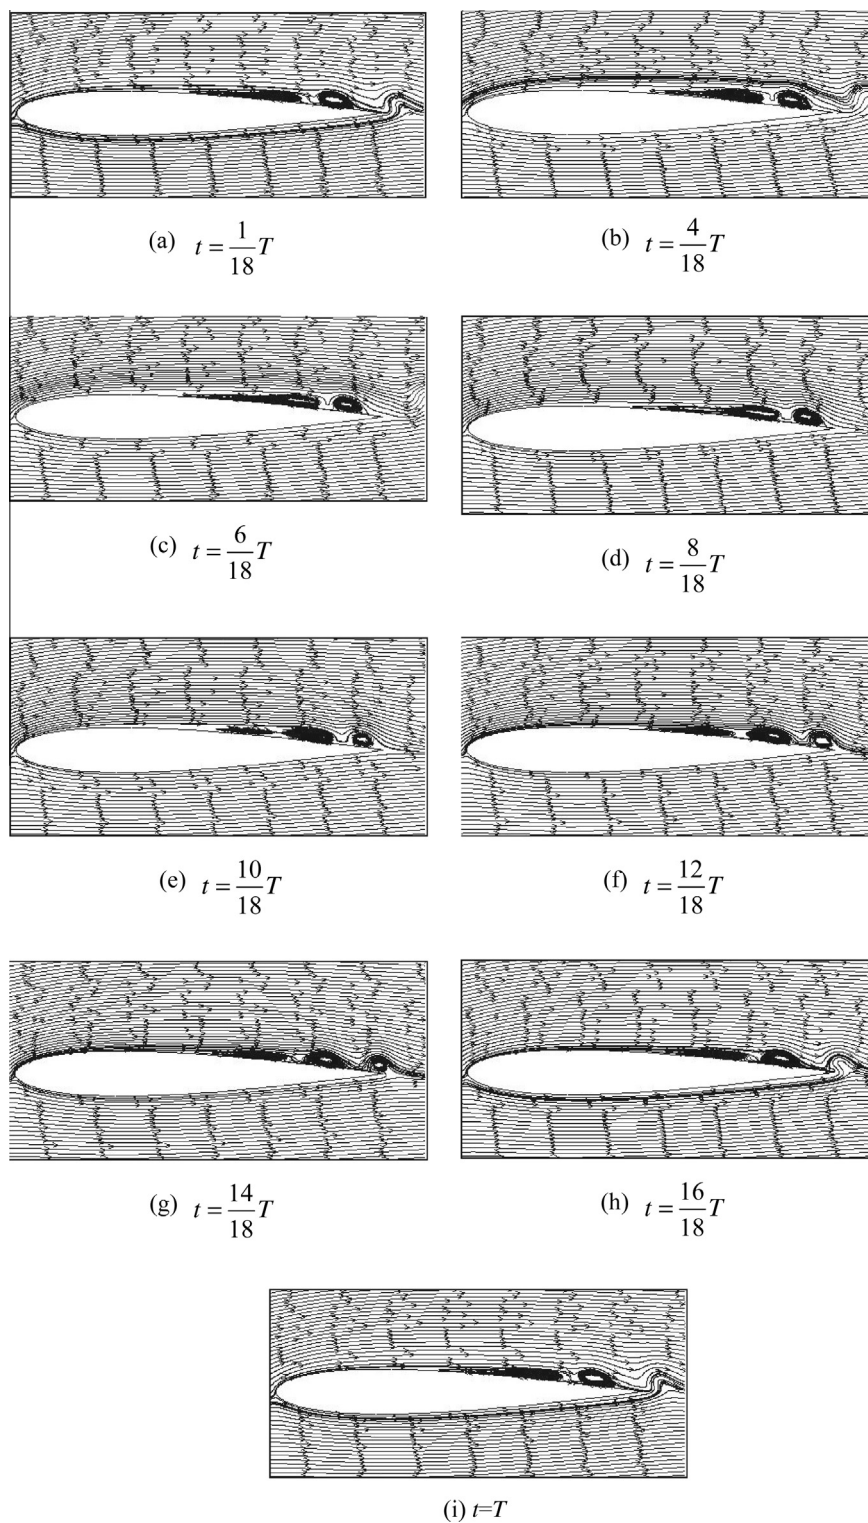 (a) t = 1/18 T
(b) t = 4/18 T
(c) t = 6/18 T
(d) t = 8/18 T
(e) t = 10/18 T
(f) t = 12/18 T
(g) t = 14/18 T
(h) t = 16/18 T
(i) t=T